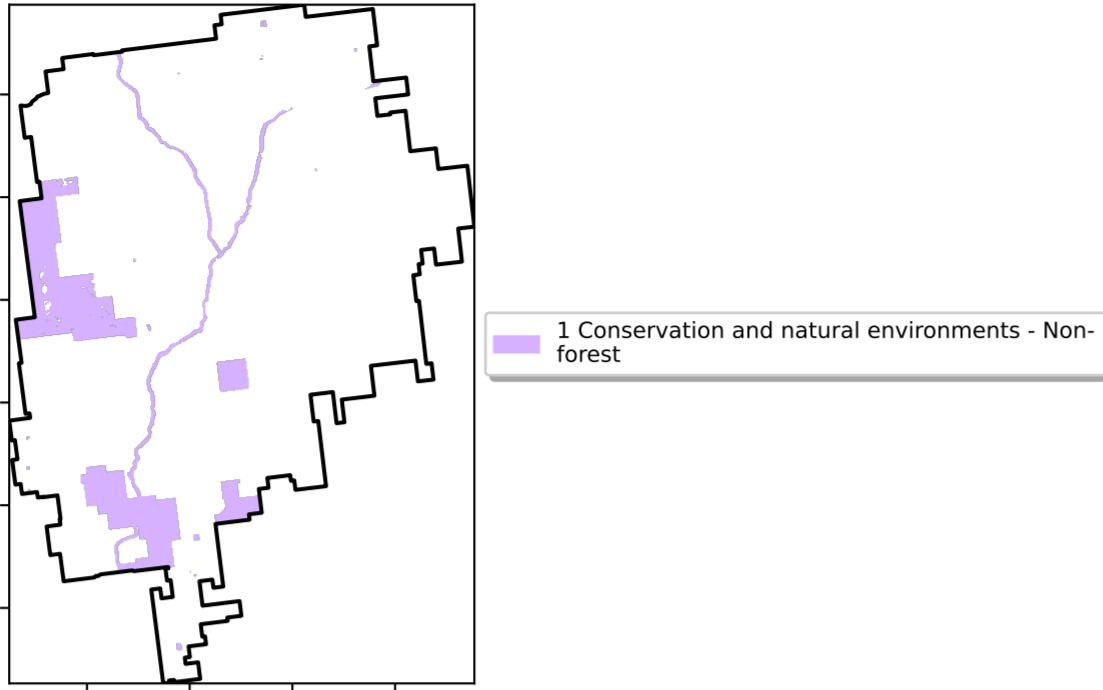 1 Conservation and natural environments - Non-
forest